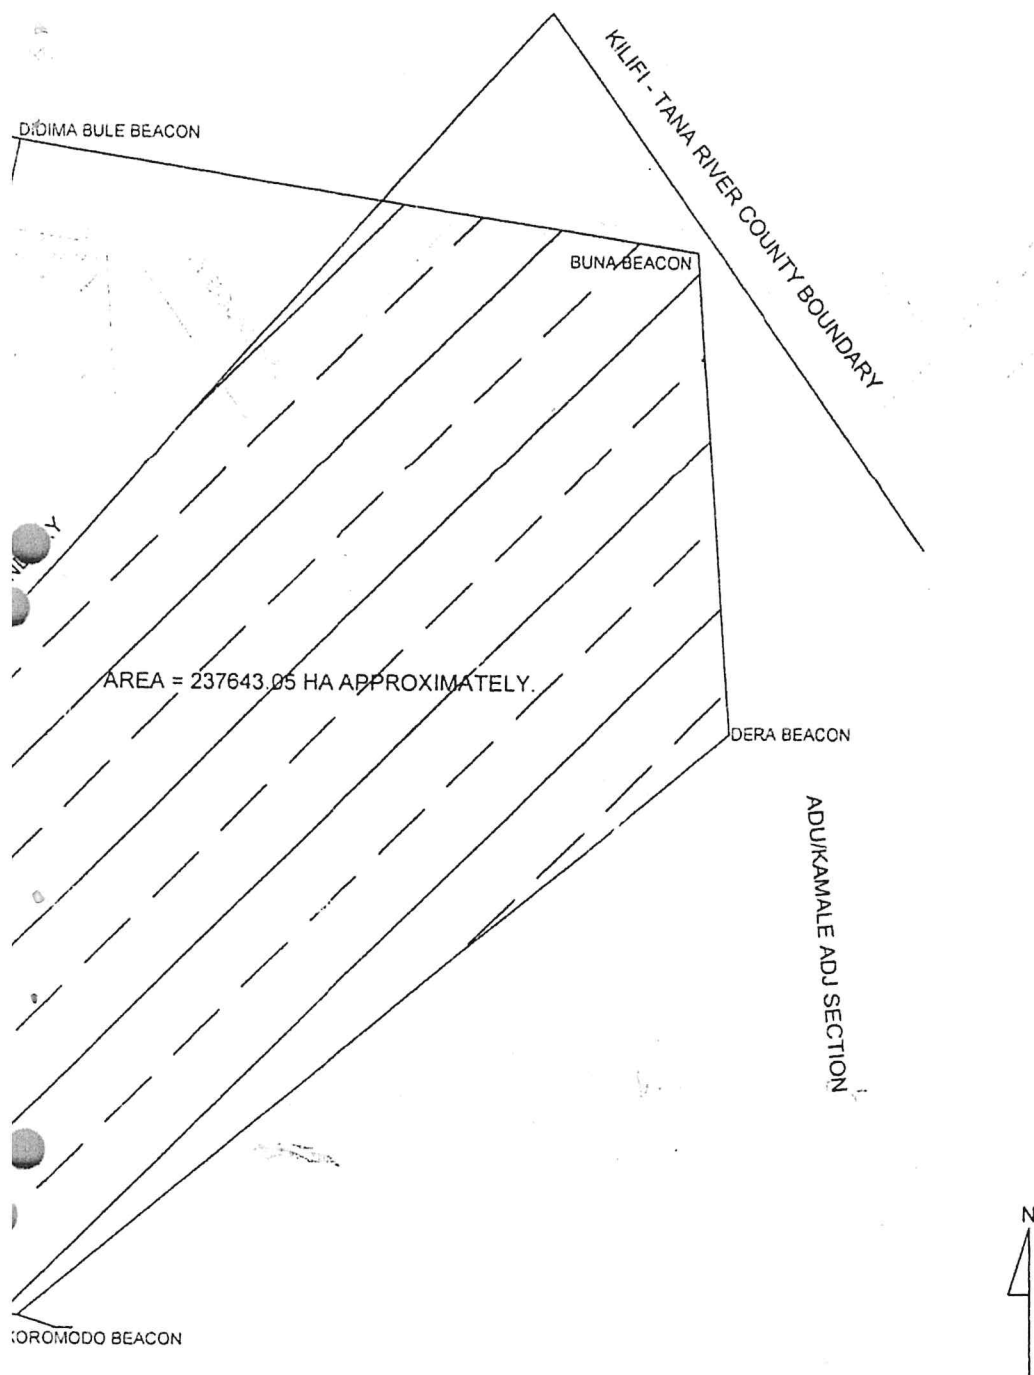 KILIFI - TANA RIVER COUNTY BOUNDARY
DIDIMA BULE BEACON
BUNA BEACON
AREA = 237643.05 HA APPROXIMATELY.
DERA BEACON
ADU/KAMALE ADJ SECTION
N
KOROMODO BEACON